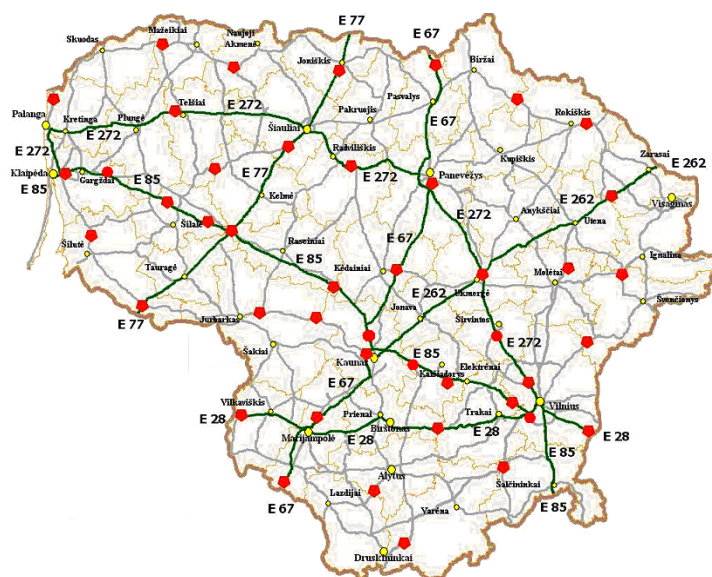 E 77
E 67
Skuodas
Mažeikiai
Naujoji
Akmenė
Joniškis
Biržai
Pasvalys
Pakruojis
Palanga
Kretinga
Plungė
Telšiai
E 272
Šiauliai
E 67
Rokiškis
E 272
Radviliškis
Kupiškis
Zarasai
E 262
E 272
Klaipėda
E 85
Gargždai
E 85
E 77
E 272
Panevėžys
Kelmė
E 262
Visaginas
Šilalė
Raseiniai
E 272
Anykščiai
Utena
Šilutė
E 85
E 67
Ignalina
Tauragė
Kėdainiai
Ukmergė
Molėtai
E 262
Jonava
Švenčionys
E 77
Jurbarkas
Širvintos
Šakiai
Kaunas
E 85
Kaišiadorys
Elektrėnai
E 272
E 67
Vilkaviškis
Prienai
Trakai
Vilnius
E 28
Birštonas
E 28
E 28
Marijampolė
E 28
E 85
Alytus
Šalčininkai
E 67
Lazdijai
Varėna
E 85
Druskininkai